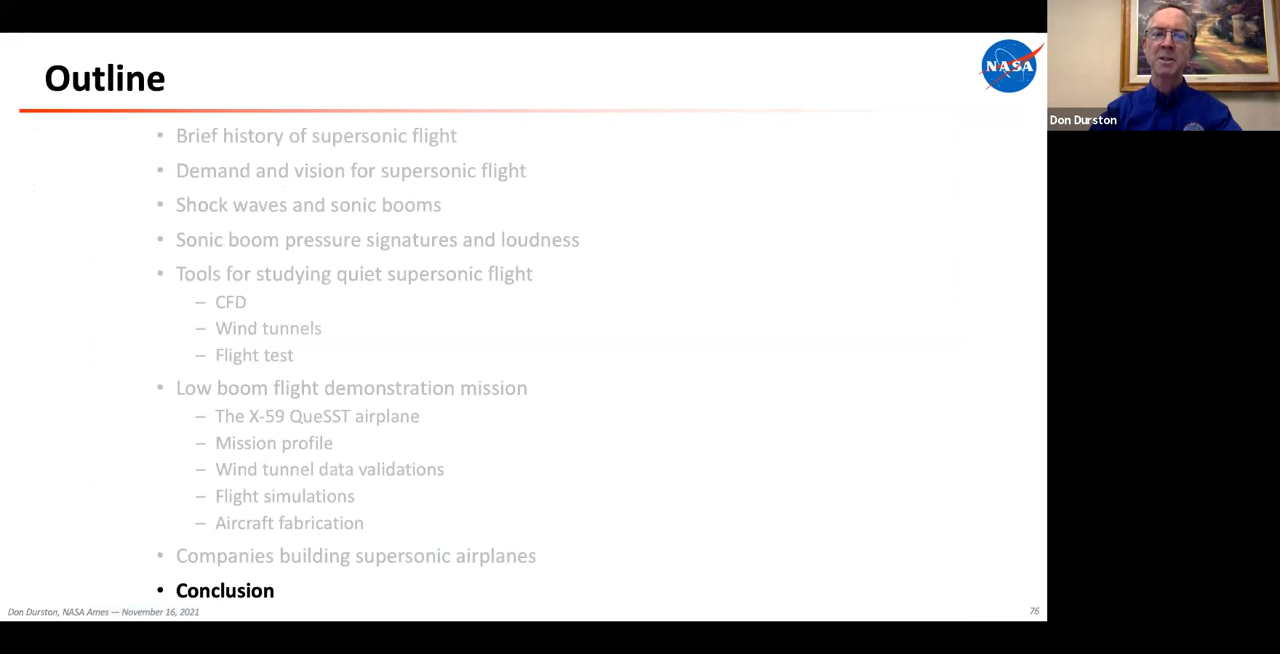 Outline
NASA
Don Durston
• Brief history of supersonic flight
• Demand and vision for supersonic flight
• Shock waves and sonic booms
• Sonic boom pressure signatures and loudness
• Tools for studying quiet supersonic flight
– CFD
– Wind tunnels
– Flight test
• Low boom flight demonstration mission
– The X-59 QueSST airplane
– Mission profile
– Wind tunnel data validations
– Flight simulations
– Aircraft fabrication
• Companies building supersonic airplanes
• Conclusion
Don Durston, NASA Ames — November 16, 2021
76